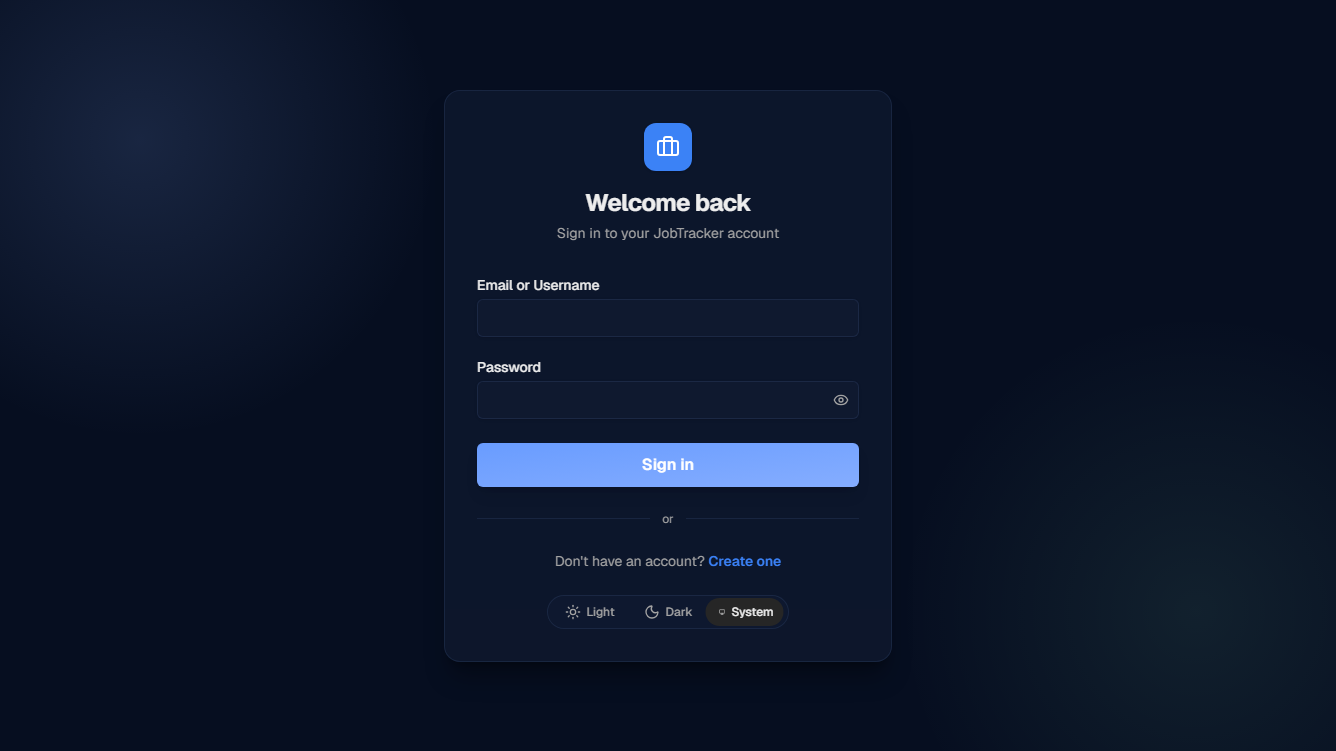 Welcome back
Sign in to your JobTracker account
Email or Username
Password
Sign in
or
Don't have an account? Create one
Light Dark System